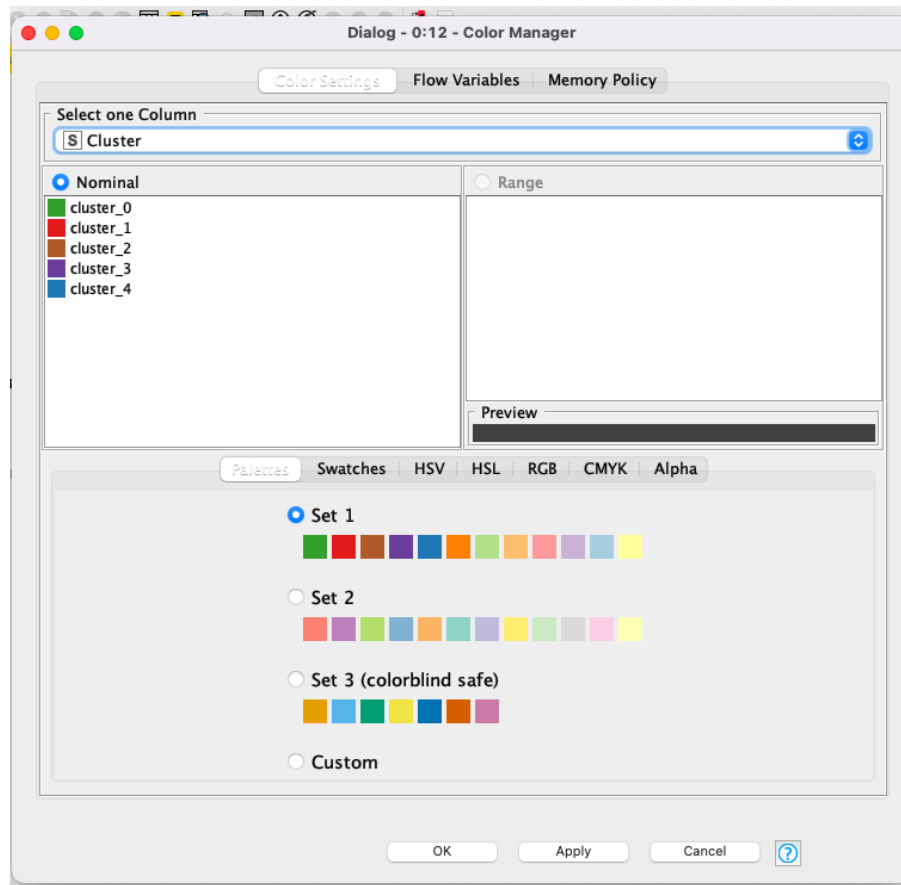 Dialog - 0:12 - Color Manager
Color Settings Flow Variables Memory Policy
Select one Column
S Cluster
Nominal
Range
cluster_0
cluster_1
cluster_2
cluster_3
cluster_4
Preview
Palettes Swatches HSV HSL RGB CMYK Alpha
Set 1
Set 2
Set 3 (colorblind safe)
Custom
OK Apply Cancel ?